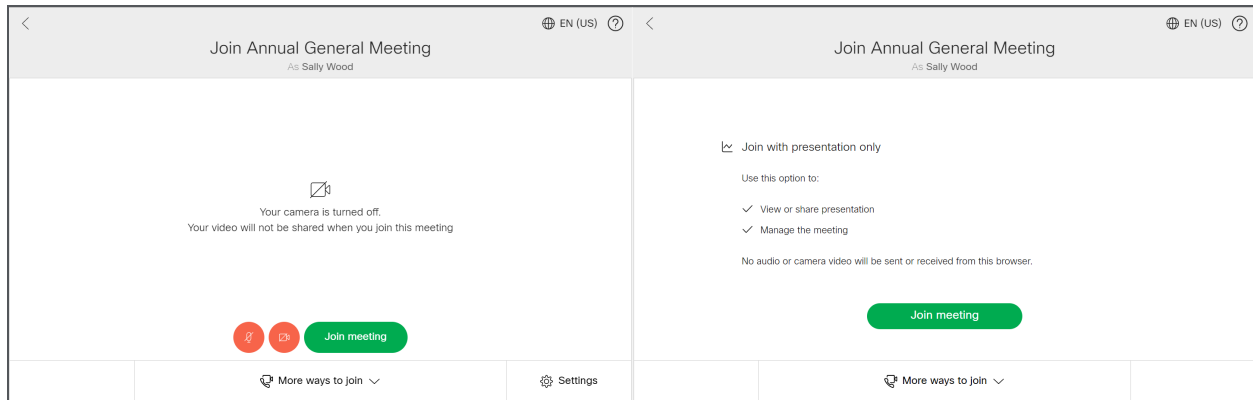 EN (US)
Join Annual General Meeting
As Sally Wood
Your camera is turned off.
Your video will not be shared when you join this meeting
Join meeting
More ways to join
Settings
EN (US)
Join Annual General Meeting
As Sally Wood
Join with presentation only
Use this option to:
View or share presentation
Manage the meeting
No audio or camera video will be sent or received from this browser.
Join meeting
More ways to join